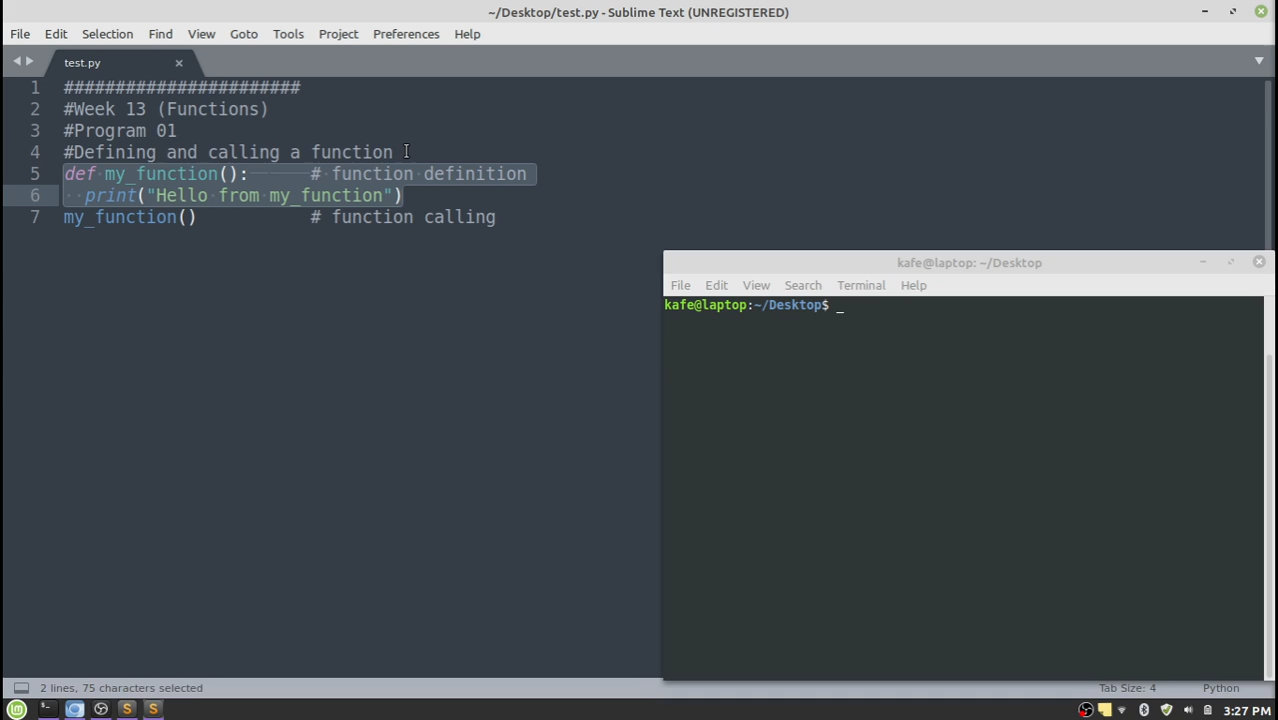 ~/Desktop/test.py - Sublime Text (UNREGISTERED)
File Edit Selection Find View Goto Tools Project Preferences Help
test.py
1 #######################
2 #Week 13 (Functions)
3 #Program 01
4 #Defining and calling a function
5 def my_function(): # function definition
6 print("Hello from my_function")
7 my_function() # function calling
kafe@laptop: ~/Desktop
File Edit View Search Terminal Help
kafe@laptop:~/Desktop$ _
2 lines, 75 characters selected
Tab Size: 4
Python
3:27 PM